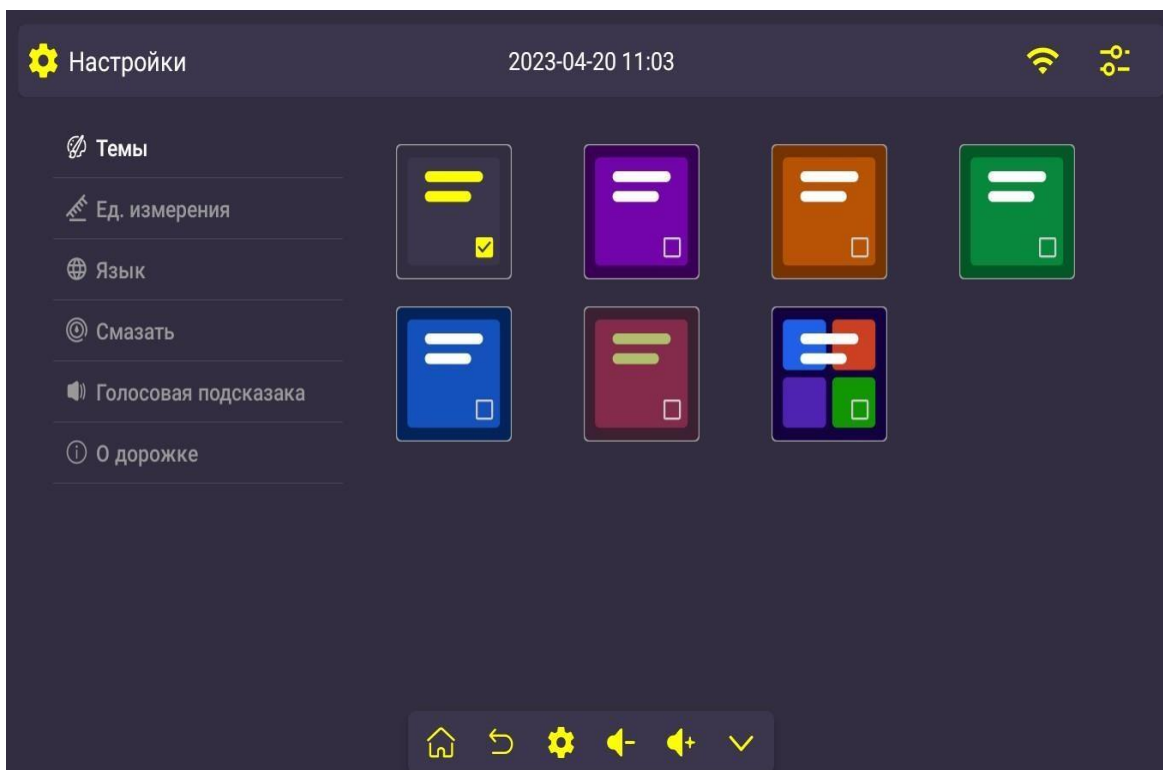 Настройки
2023-04-20 11:03
Темы
Ед. измерения
Язык
Смазать
Голосовая подсказака
О дорожке